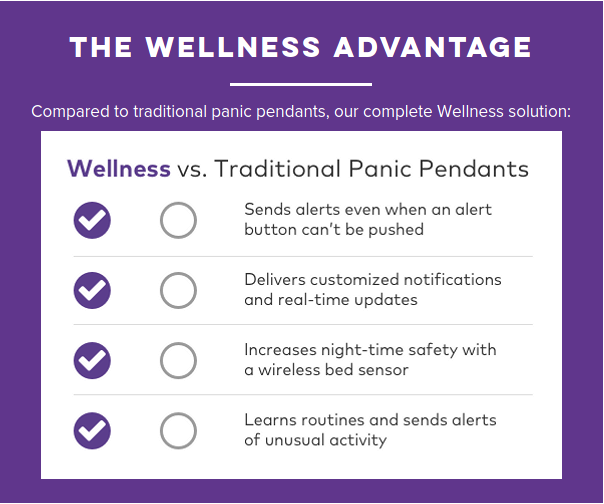 THE WELLNESS ADVANTAGE
Compared to traditional panic pendants, our complete Wellness solution:
Wellness vs. Traditional Panic Pendants
Sends alerts even when an alert
button can't be pushed
Delivers customized notifications
and real-time updates
Increases night-time safety with
a wireless bed sensor
Learns routines and sends alerts
of unusual activity